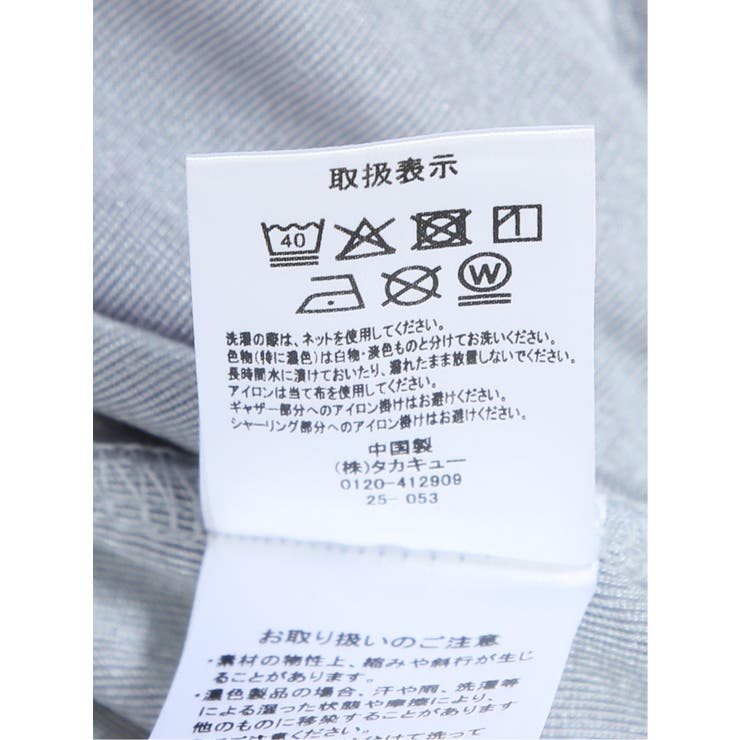 取扱表示
40
1
W
洗濯の際は、ネットを使用してください。
色物(特に濃色)は白物・淡色ものと分けてお洗いください。
長時間水に漬けておいたり、濡れたまま放置しないでください。
アイロンは当て布を使用してください。
ギャザー部分へのアイロン掛けはお避けください。
シャーリング部分へのアイロン掛けはお避けください。
中国製
(株)タカキュー
0120-412909
25-053
お取り扱いのご注意
・素材の物性上、縮みや斜行が生じ
ることがあります。
・濃色製品の場合、汗や雨、洗濯等
による湿った状態や摩擦により、
他のものに移染することがあります
分けて洗って